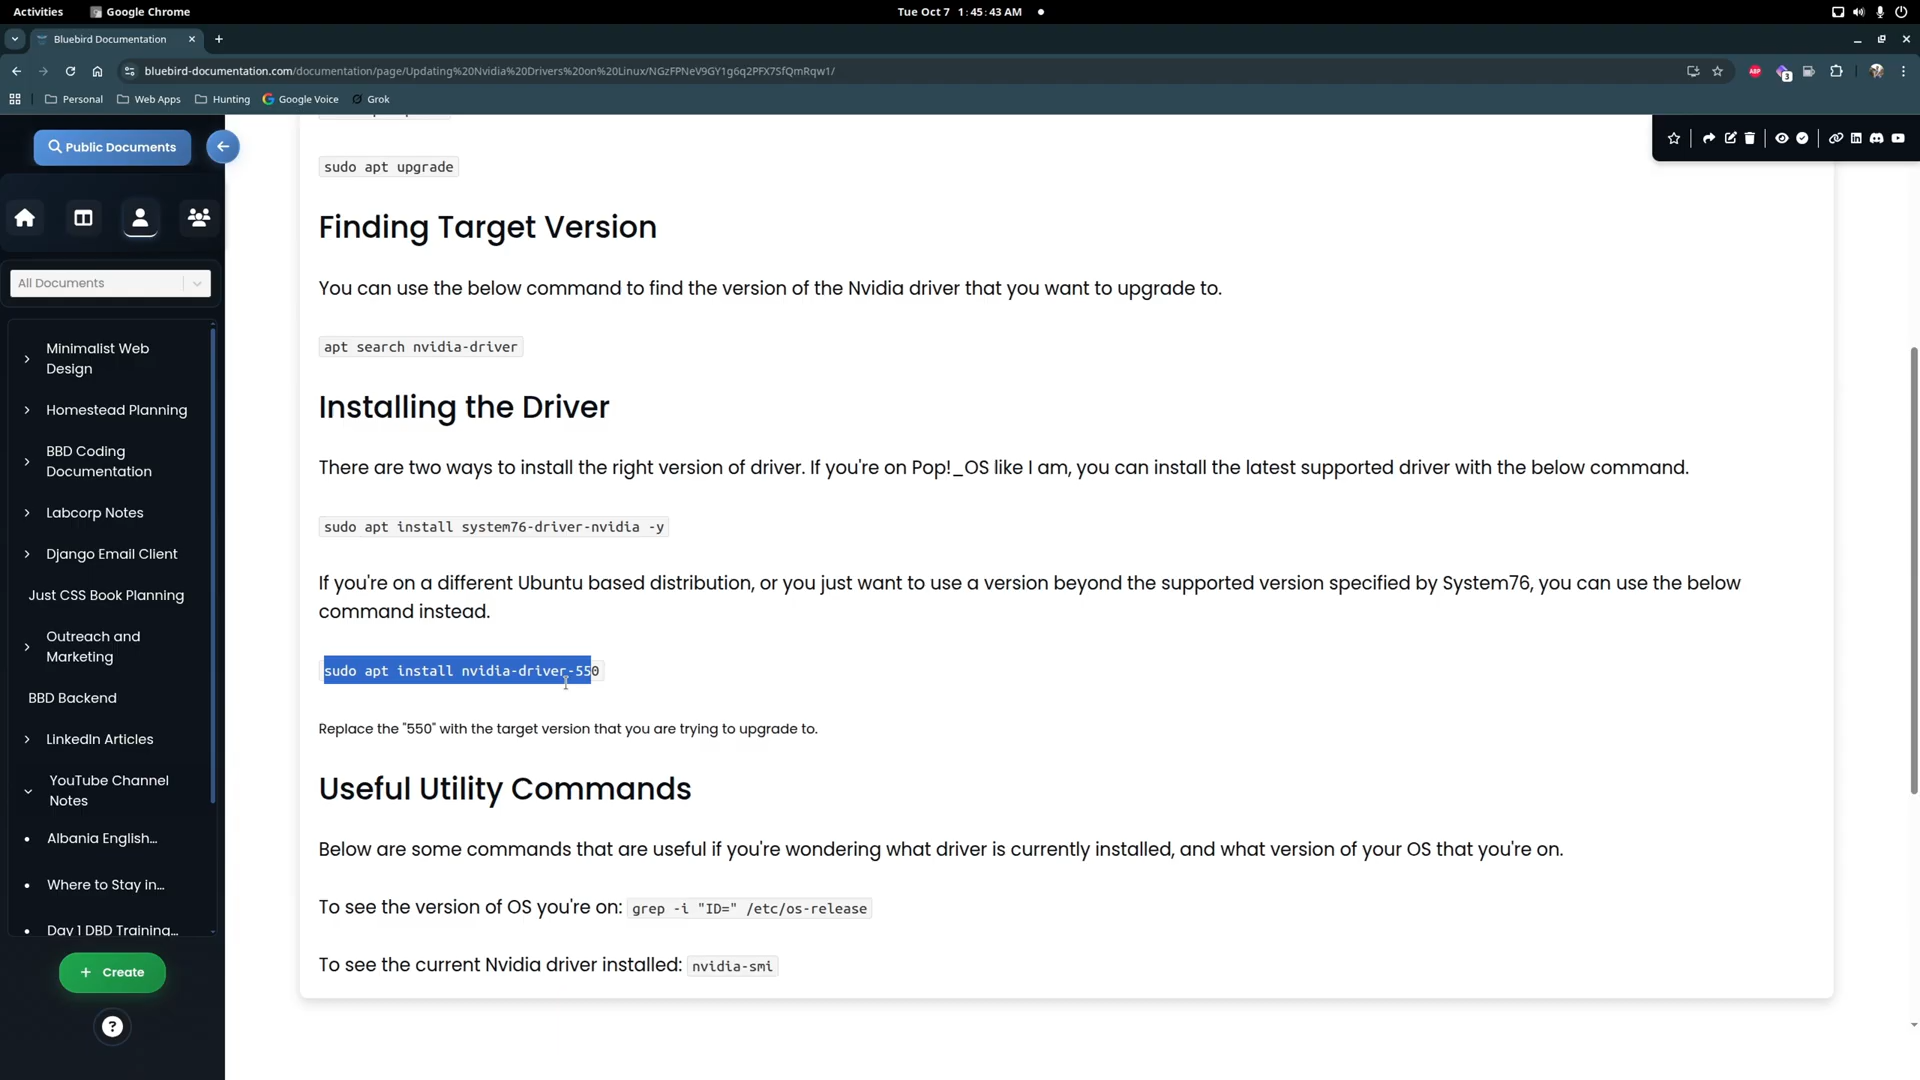 Activities
Google Chrome
Tue Oct 7 1:45:43 AM
Bluebird Documentation
bluebird-documentation.com/documentation/page/Updating%20Nvidia%20Drivers%20on%20Linux/NGzFPNeV9GY1g6q2PFX7SfQmRqw1/
ABP
3
Personal
Web Apps
Hunting
Google Voice
Grok
Public Documents
All Documents
Minimalist Web
Design
Homestead Planning
BBD Coding
Documentation
Labcorp Notes
Django Email Client
Just CSS Book Planning
Outreach and
Marketing
BBD Backend
LinkedIn Articles
YouTube Channel
Notes
Albania English...
Where to Stay in...
Day 1 DBD Training...
+ Create
?
sudo apt upgrade
Finding Target Version
You can use the below command to find the version of the Nvidia driver that you want to upgrade to.
apt search nvidia-driver
Installing the Driver
There are two ways to install the right version of driver. If you're on Pop!_OS like I am, you can install the latest supported driver with the below command.
sudo apt install system76-driver-nvidia -y
If you're on a different Ubuntu based distribution, or you just want to use a version beyond the supported version specified by System76, you can use the below
command instead.
sudo apt install nvidia-driver-550
Replace the "550" with the target version that you are trying to upgrade to.
Useful Utility Commands
Below are some commands that are useful if you're wondering what driver is currently installed, and what version of your OS that you're on.
To see the version of OS you're on: grep -i "ID=" /etc/os-release
To see the current Nvidia driver installed: nvidia-smi